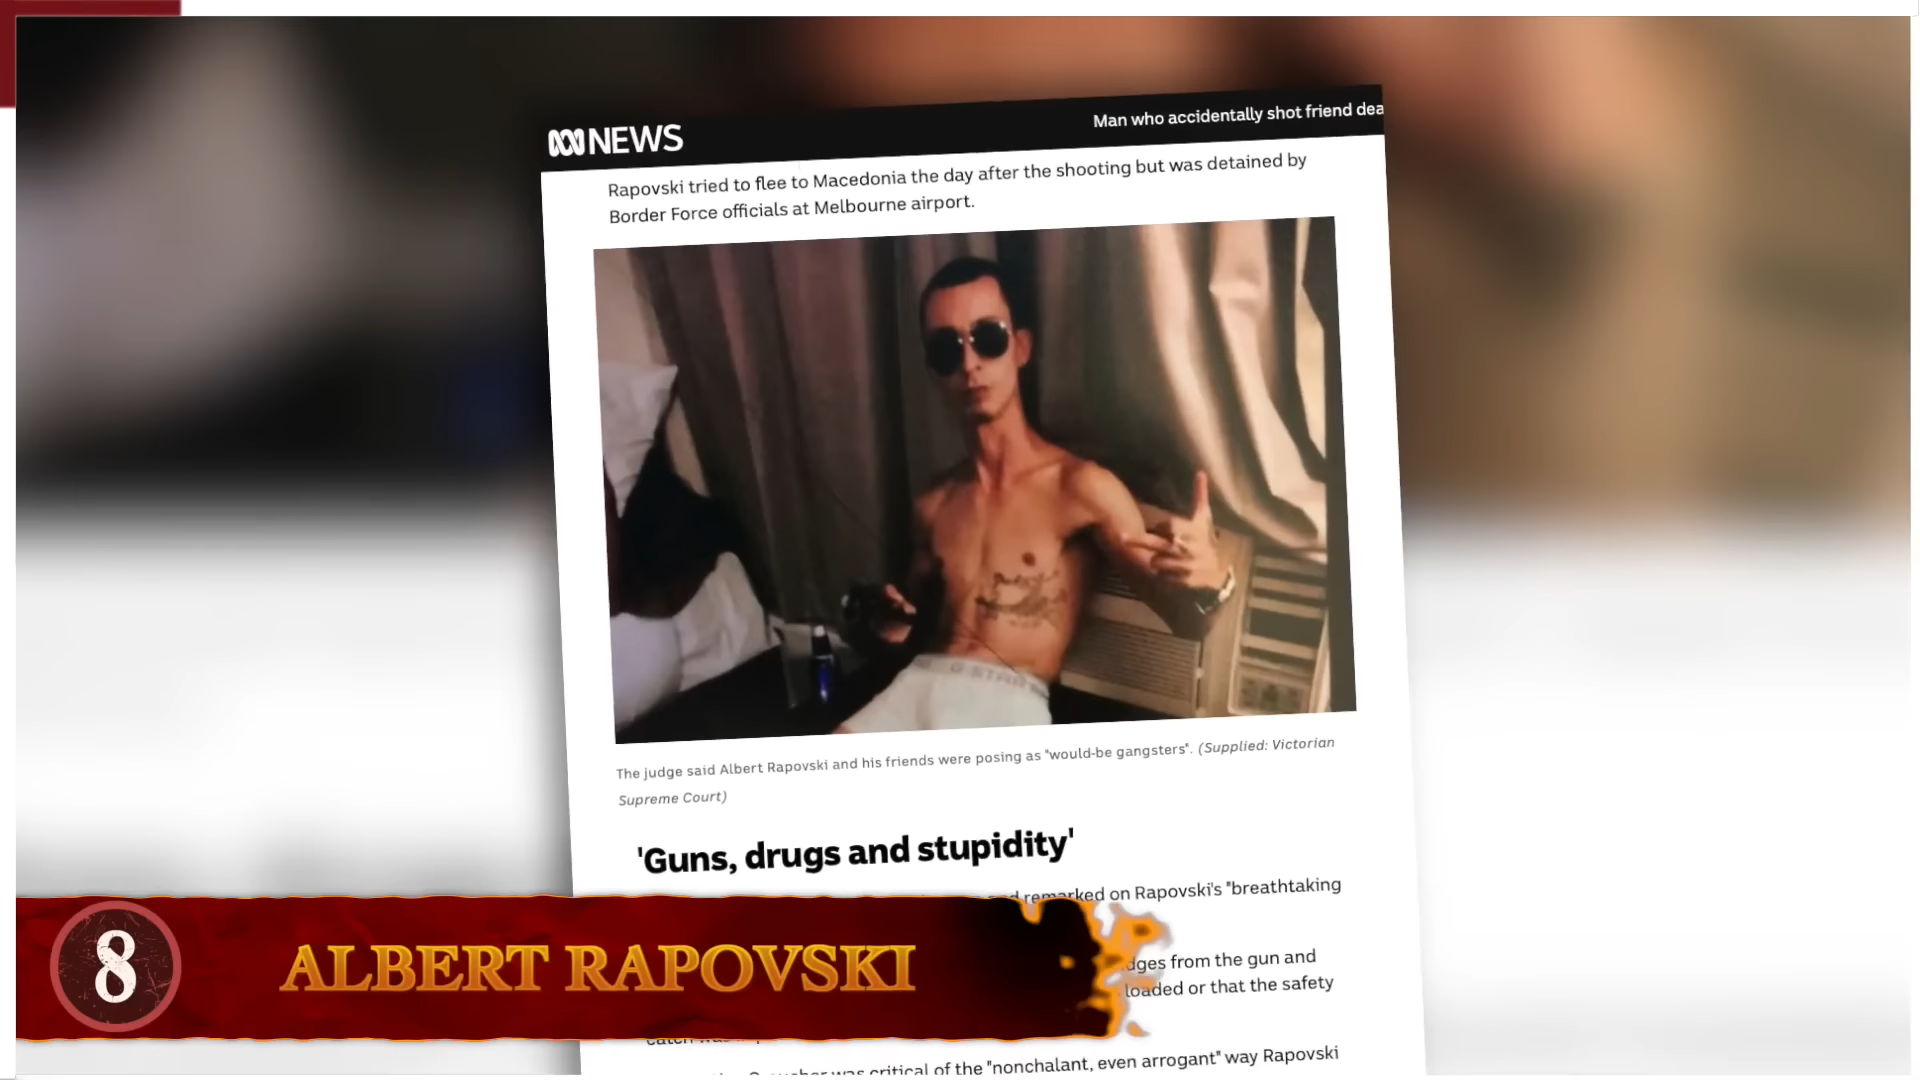 NEWS
Man who accidentally shot friend dea
Rapovski tried to flee to Macedonia the day after the shooting but was detained by
Border Force officials at Melbourne airport.
G-STAR
The judge said Albert Rapovski and his friends were posing as "would-be gangsters". (Supplied: Victorian
Supreme Court)
'Guns, drugs and stupidity'
remarked on Rapovski's "breathtaking
from the gun and
loaded or that the safety
was critical of the "nonchalant, even arrogant" way Rapovski
8
ALBERT RAPOVSKI